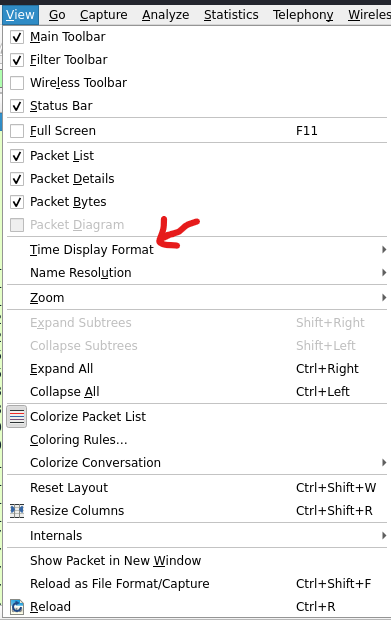 View Go Capture Analyze Statistics Telephony
Main Toolbar
Filter Toolbar
Wireless Toolbar
Status Bar
Full Screen F11
Packet List
Packet Details
Packet Bytes
Packet Diagram
Time Display Format
Name Resolution
Zoom
Expand Subtrees Shift+Right
Collapse Subtrees Shift+Left
Expand All Ctrl+Right
Collapse All Ctrl+Left
Colorize Packet List
Coloring Rules...
Colorize Conversation
Reset Layout Ctrl+Shift+W
Resize Columns Ctrl+Shift+R
Internals
Show Packet in New Window
Reload as File Format/Capture Ctrl+Shift+F
Reload Ctrl+R